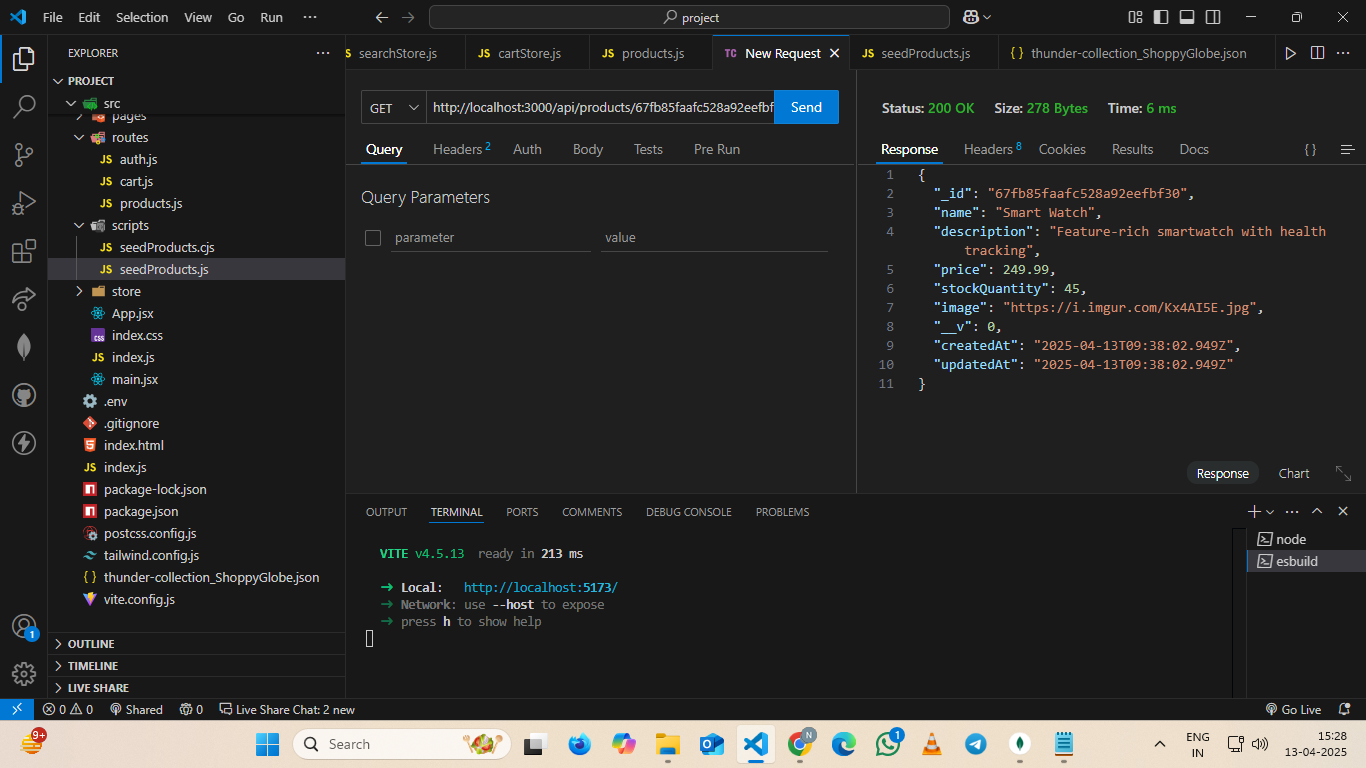 File Edit Selection View Go Run ··· project
EXPLORER
PROJECT
src
pages
routes
JS auth.js
JS cart.js
JS products.js
scripts
JS seedProducts.cjs
JS seedProducts.js
store
App.jsx
css index.css
JS index.js
main.jsx
.env
.gitignore
index.html
JS index.js
package-lock.json
package.json
postcss.config.js
tailwind.config.js
{ } thunder-collection_ShoppyGlobe.json
vite.config.js
OUTLINE
TIMELINE
LIVE SHARE
JS searchStore.js JS cartStore.js JS products.js TC New Request JS seedProducts.js { } thunder-collection_ShoppyGlobe.json
GET http://localhost:3000/api/products/67fb85faafc528a92eefbf Send
Query Headers 2 Auth Body Tests Pre Run
Query Parameters
parameter value
Status: 200 OK Size: 278 Bytes Time: 6 ms
Response Headers 8 Cookies Results Docs { }
1 {
2 "_id": "67fb85faafc528a92eefbf30",
3 "name": "Smart Watch",
4 "description": "Feature-rich smartwatch with health
tracking",
5 "price": 249.99,
6 "stockQuantity": 45,
7 "image": "https://i.imgur.com/Kx4AI5E.jpg",
8 "__v": 0,
9 "createdAt": "2025-04-13T09:38:02.949Z",
10 "updatedAt": "2025-04-13T09:38:02.949Z"
11 }
Response Chart
OUTPUT TERMINAL PORTS COMMENTS DEBUG CONSOLE PROBLEMS
VITE v4.5.13 ready in 213 ms
➜ Local: http://localhost:5173/
➜ Network: use --host to expose
➜ press h to show help
node
esbuild
1
0 0 Shared 0 Live Share Chat: 2 new Go Live
9+ Search N 1 ENG 15:28
IN 13-04-2025